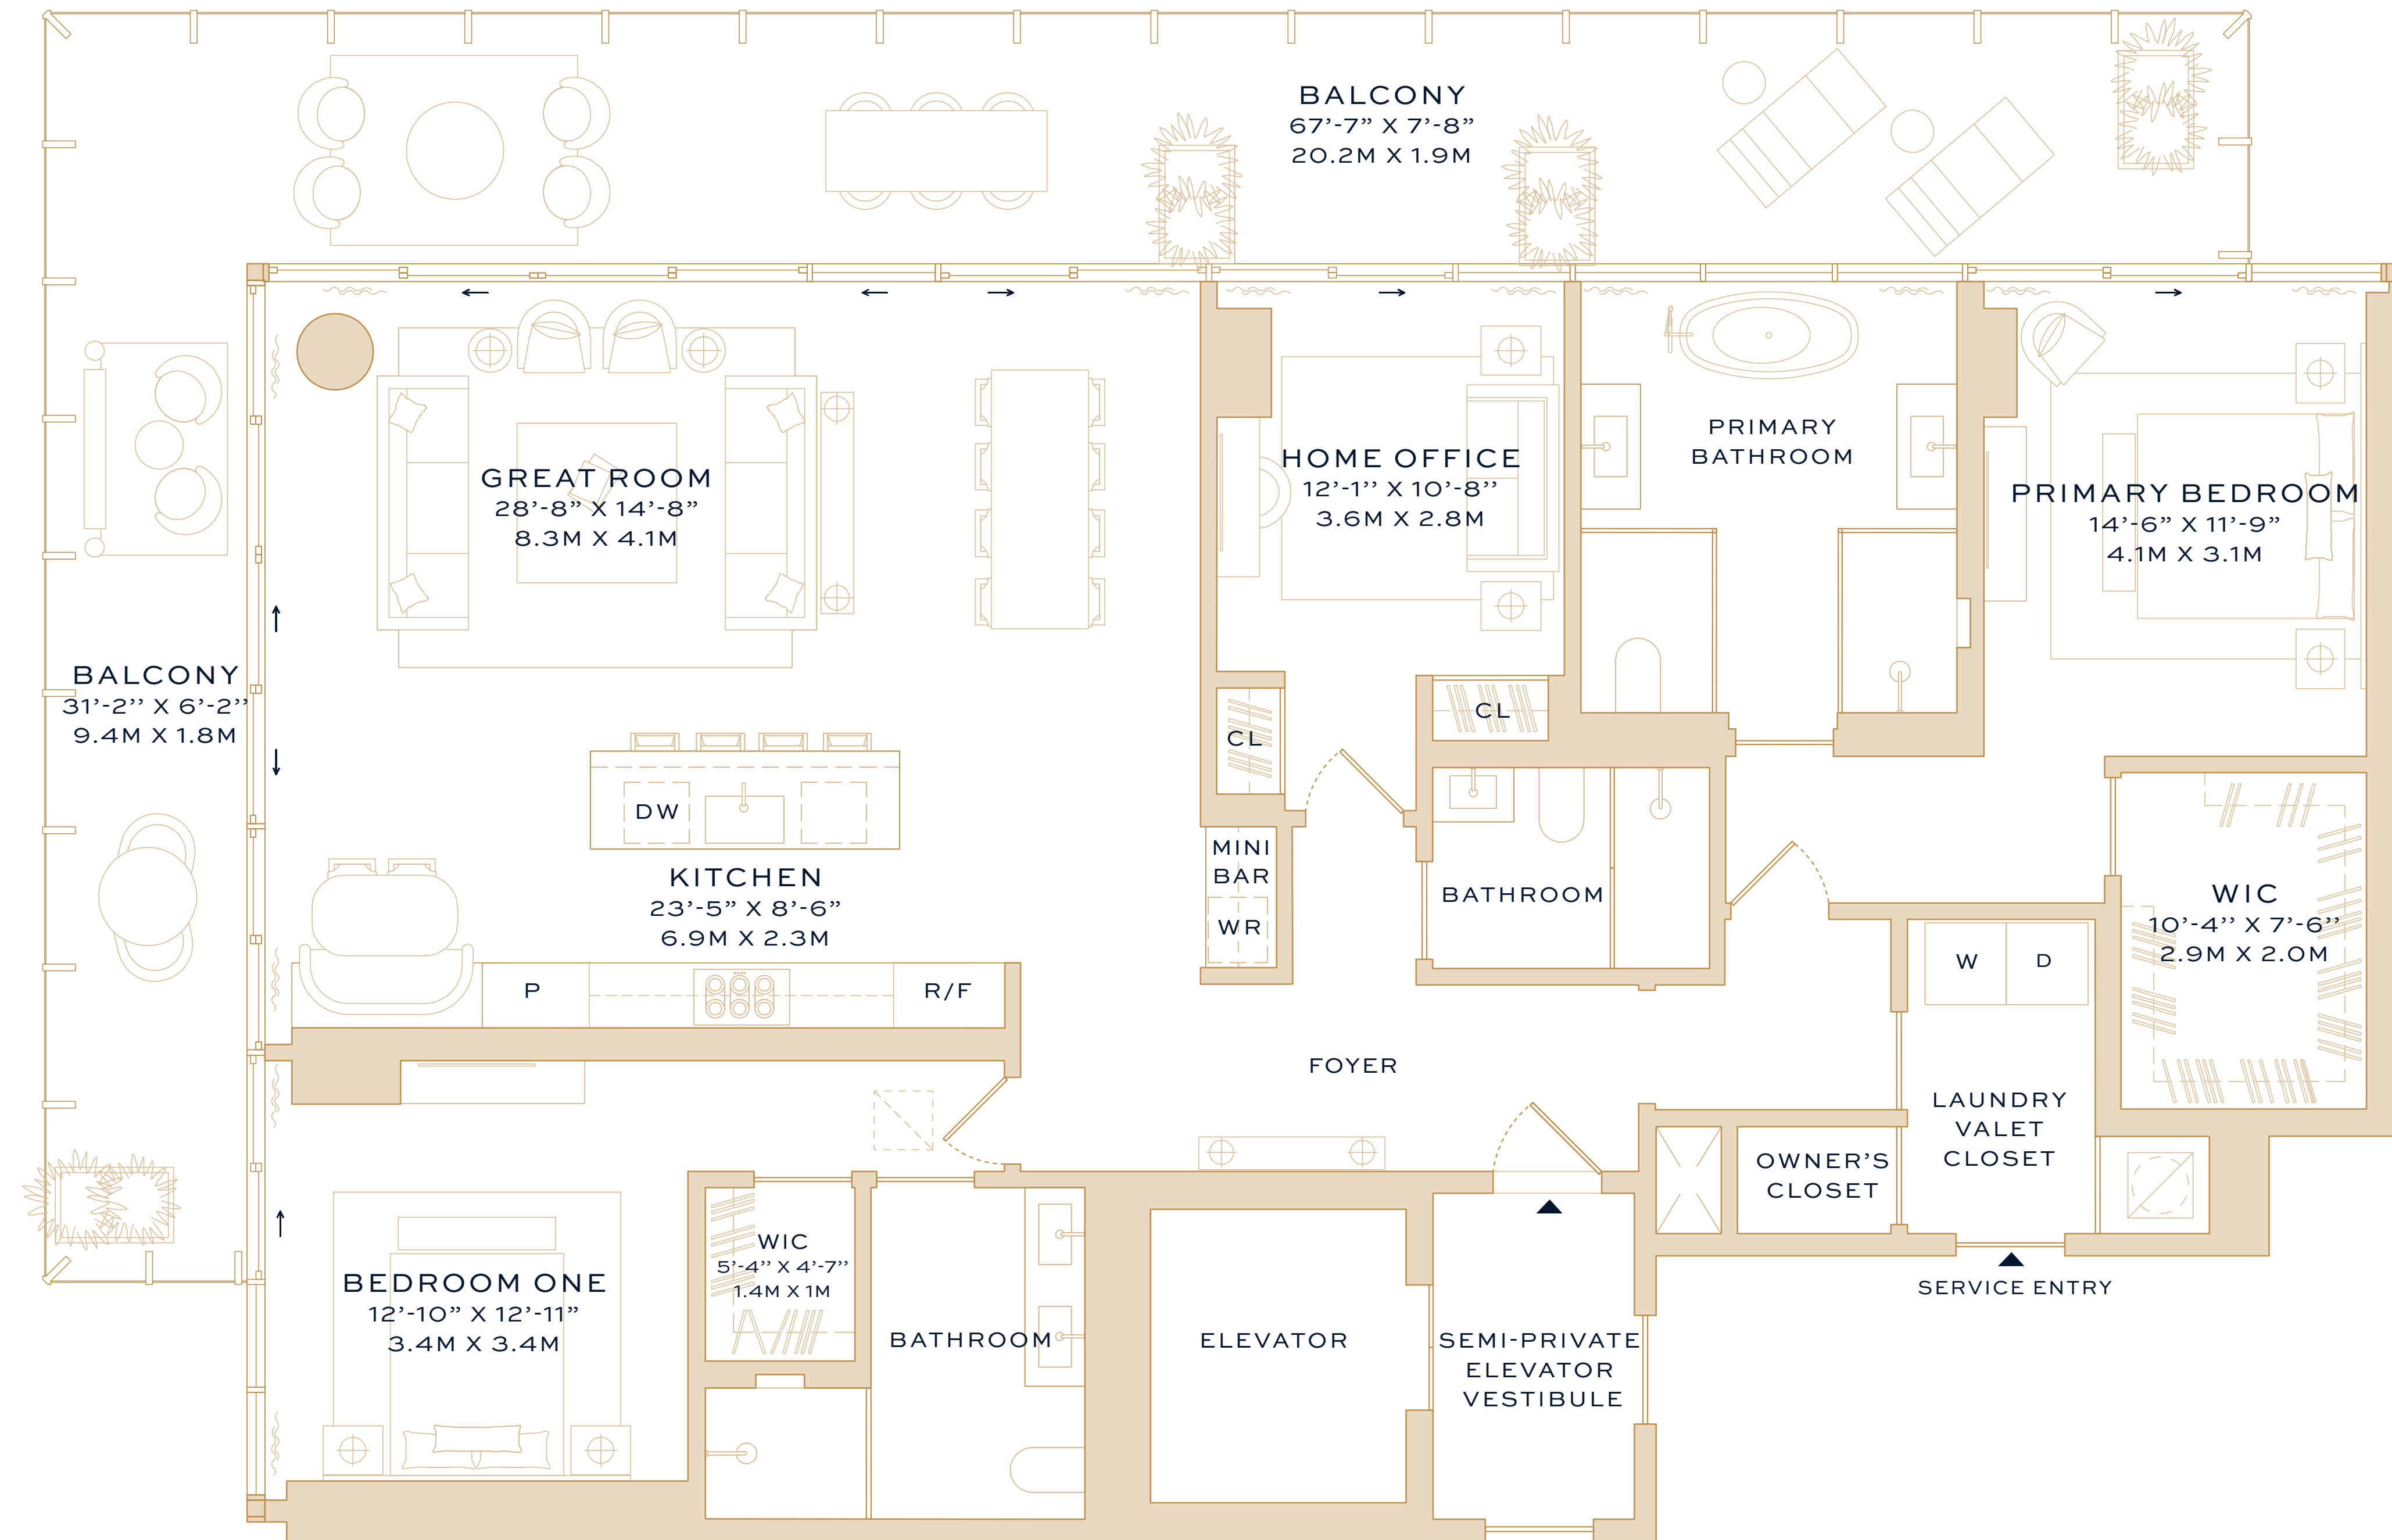 BALCONY
67’-7” X 7’-8”
20.2M X 1.9M
GREAT ROOM
28’-8” X 14’-8”
8.3M X 4.1M
HOME OFFICE
12’-1’’ X 10’-8’’
3.6M X 2.8M
PRIMARY
BATHROOM
PRIMARY BEDROOM
14’-6” X 11’-9”
4.1M X 3.1M
BALCONY
31’-2’’ X 6’-2’’
9.4M X 1.8M
CL
CL
DW
KITCHEN
23’-5” X 8’-6”
6.9M X 2.3M
MINI
BAR
WR
BATHROOM
WIC
10’-4’’ X 7’-6’’
2.9M X 2.0M
P
R/F
W
D
FOYER
LAUNDRY
VALET
CLOSET
OWNER’S
CLOSET
SERVICE ENTRY
BEDROOM ONE
12’-10” X 12’-11”
3.4M X 3.4M
WIC
5’-4’’ X 4’-7’’
1.4M X 1M
BATHROOM
ELEVATOR
SEMI-PRIVATE
ELEVATOR
VESTIBULE